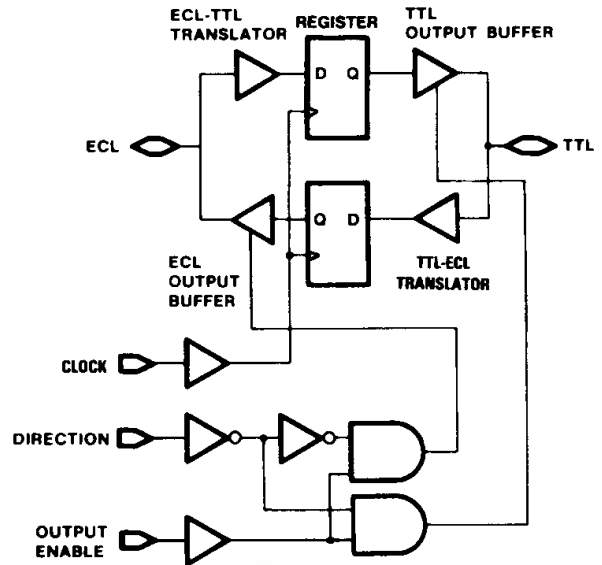 ECL-TTL
TRANSLATOR
REGISTER
TTL
OUTPUT BUFFER
D Q
ECL
TTL
Q D
ECL
OUTPUT
BUFFER
TTL-ECL
TRANSLATOR
CLOCK
DIRECTION
OUTPUT
ENABLE